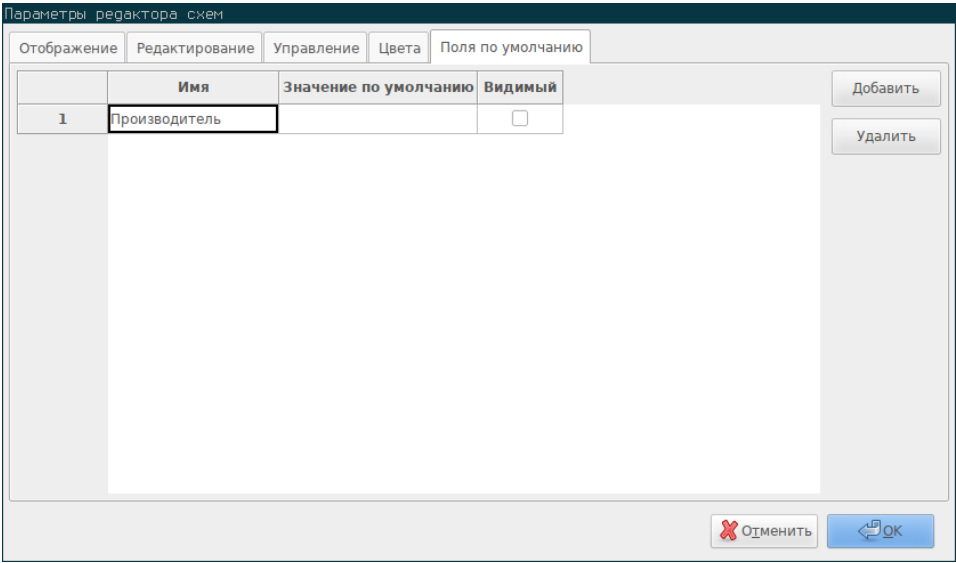 Параметры редактора схем
Отображение Редактирование Управление Цвета Поля по умолчанию
Имя Значение по умолчанию Видимый
1 Производитель
Добавить
Удалить
Отменить OK